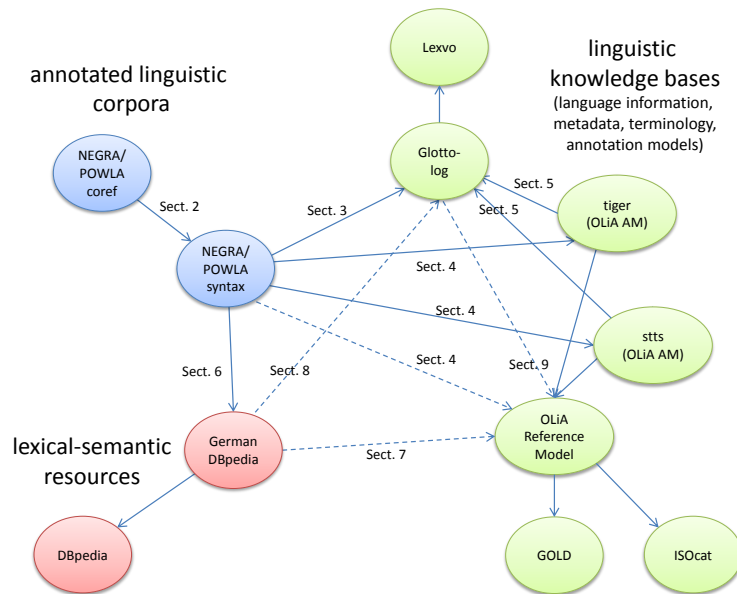 Lexvo
linguistic
knowledge bases
(language information,
metadata, terminology,
annotation models)
annotated linguistic
corpora
NEGRA/
POWLA
coref
Glotto-
log
Sect. 5
Sect. 2
Sect. 3
Sect. 5
tiger
(OLiA AM)
NEGRA/
POWLA
syntax
Sect. 4
Sect. 4
stts
(OLiA AM)
Sect. 6
Sect. 8
Sect. 4
Sect. 9
lexical-semantic
resources
German
DBpedia
Sect. 7
OLiA
Reference
Model
DBpedia
GOLD
ISOcat